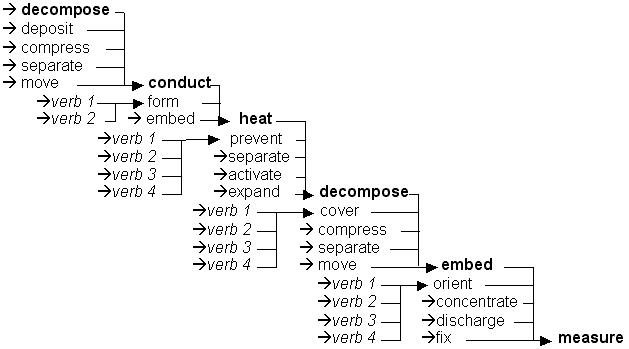 → decompose
→ deposit
→ compress
→ separate
→ move
conduct
→ verb 1
form
→ verb 2
→ embed
heat
→ verb 1
prevent
→ verb 2
→ separate
→ verb 3
→ activate
→ verb 4
→ expand
decompose
→ verb 1
cover
→ verb 2
→ compress
→ verb 3
→ separate
→ verb 4
→ move
embed
→ verb 1
orient
→ verb 2
→ concentrate
→ verb 3
→ discharge
→ verb 4
→ fix
measure